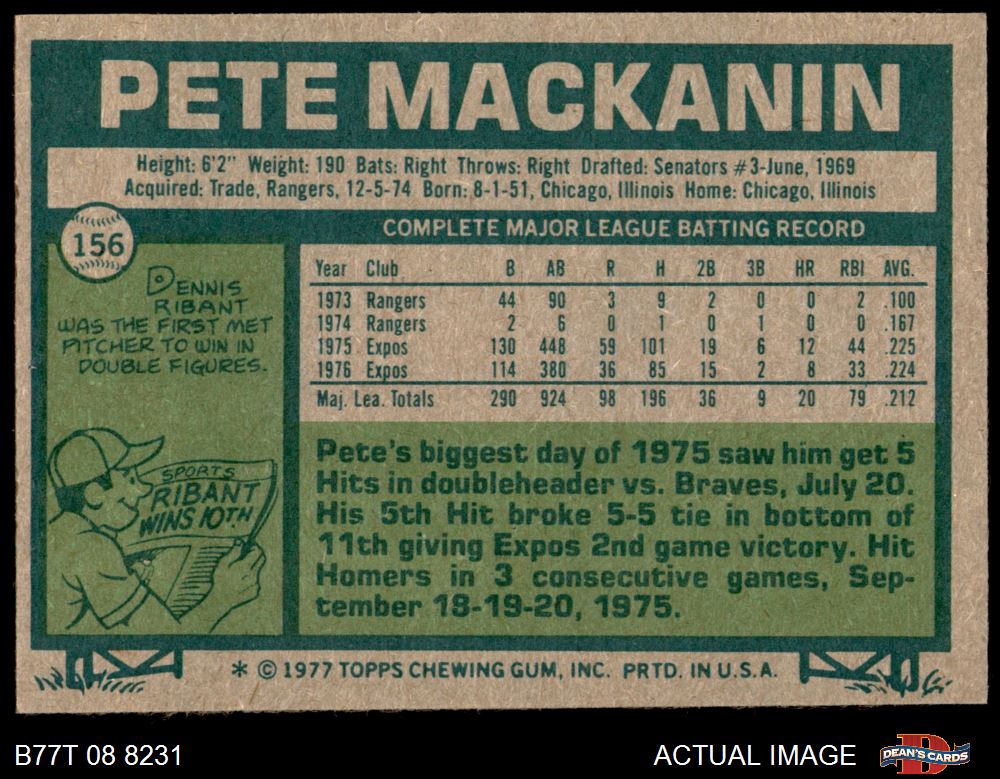 PETE MACKANIN
Height: 6'2" Weight: 190 Bats: Right Throws: Right Drafted: Senators #3-June, 1969
Acquired: Trade, Rangers, 12-5-74 Born: 8-1-51, Chicago, Illinois Home: Chicago, Illinois
156
DENNIS
RIBANT
WAS THE FIRST MET
PITCHER TO WIN IN
DOUBLE FIGURES.
SPORTS
RIBANT
WINS 10TH
COMPLETE MAJOR LEAGUE BATTING RECORD
Year Club B AB R H 2B 3B HR RBI AVG.
1973 Rangers 44 90 3 9 2 0 0 2 .100
1974 Rangers 2 6 0 1 0 1 0 0 .167
1975 Expos 130 448 59 101 19 6 12 44 .225
1976 Expos 114 380 36 85 15 2 8 33 .224
Maj. Lea. Totals 290 924 98 196 36 9 20 79 .212
Pete's biggest day of 1975 saw him get 5
Hits in doubleheader vs. Braves, July 20.
His 5th Hit broke 5-5 tie in bottom of
11th giving Expos 2nd game victory. Hit
Homers in 3 consecutive games, Sep-
tember 18-19-20, 1975.
* © 1977 TOPPS CHEWING GUM, INC. PRTD. IN U.S.A.
B77T 08 8231
ACTUAL IMAGE
D
DEAN'S CARDS